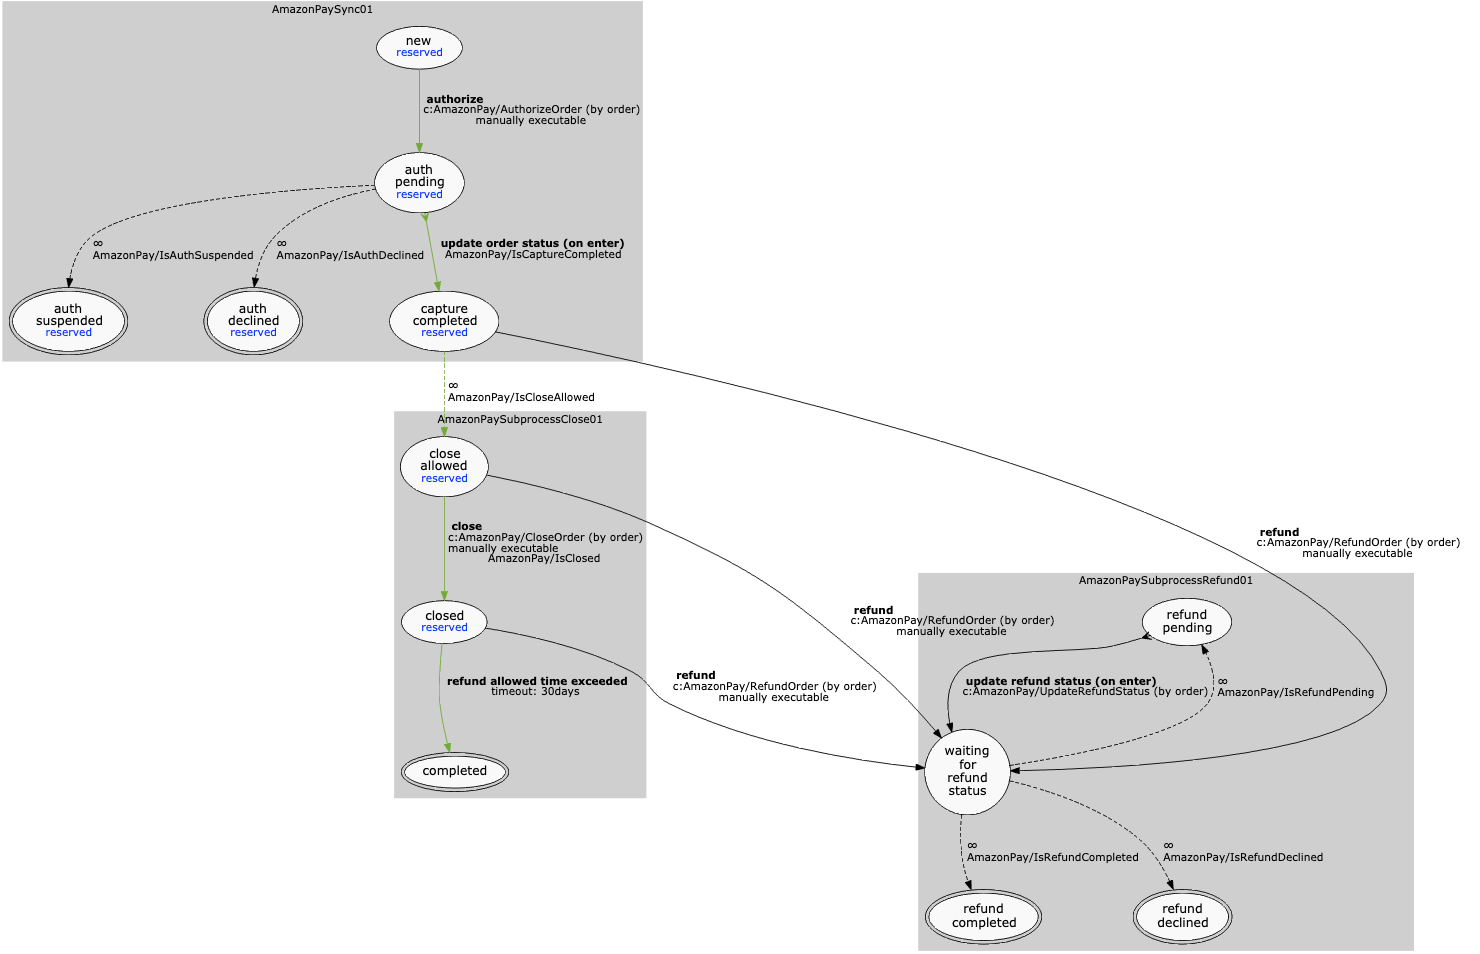 AmazonPaySync01
new
reserved
authorize
c:AmazonPay/AuthorizeOrder (by order)
manually executable
auth
pending
reserved
∞
AmazonPay/IsAuthSuspended
∞
AmazonPay/IsAuthDeclined
update order status (on enter)
AmazonPay/IsCaptureCompleted
auth
suspended
reserved
auth
declined
reserved
capture
completed
reserved
∞
AmazonPay/IsCloseAllowed
AmazonPaySubprocessClose01
close
allowed
reserved
close
c:AmazonPay/CloseOrder (by order)
manually executable
AmazonPay/IsClosed
refund
c:AmazonPay/RefundOrder (by order)
manually executable
AmazonPaySubprocessRefund01
closed
reserved
refund
c:AmazonPay/RefundOrder (by order)
manually executable
refund
pending
refund allowed time exceeded
timeout: 30days
refund
c:AmazonPay/RefundOrder (by order)
manually executable
update refund status (on enter)
c:AmazonPay/UpdateRefundStatus (by order)
∞
AmazonPay/IsRefundPending
completed
waiting
for
refund
status
∞
AmazonPay/IsRefundCompleted
∞
AmazonPay/IsRefundDeclined
refund
completed
refund
declined